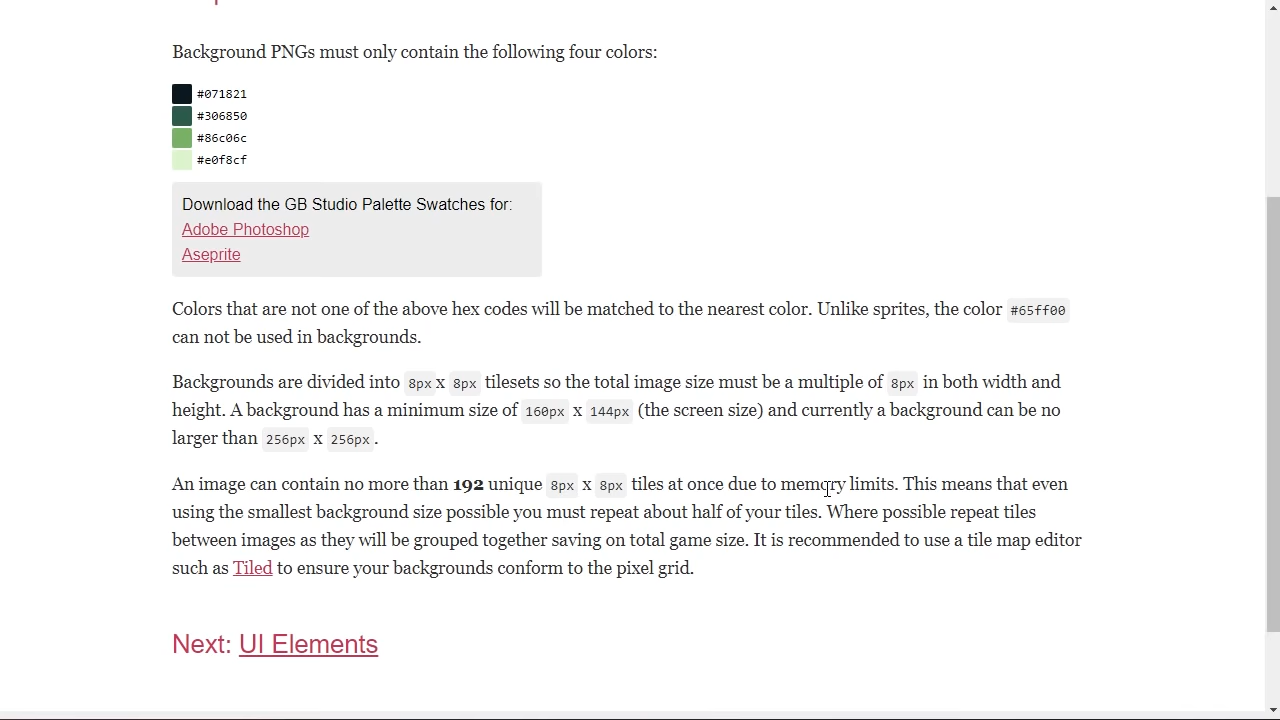 Background PNGs must only contain the following four colors:
#071821
#306850
#86c06c
#e0f8cf
Download the GB Studio Palette Swatches for:
Adobe Photoshop
Aseprite
Colors that are not one of the above hex codes will be matched to the nearest color. Unlike sprites, the color #65ff00
can not be used in backgrounds.
Backgrounds are divided into 8px x 8px tilesets so the total image size must be a multiple of 8px in both width and
height. A background has a minimum size of 160px x 144px (the screen size) and currently a background can be no
larger than 256px x 256px.
An image can contain no more than 192 unique 8px x 8px tiles at once due to memory limits. This means that even
using the smallest background size possible you must repeat about half of your tiles. Where possible repeat tiles
between images as they will be grouped together saving on total game size. It is recommended to use a tile map editor
such as Tiled to ensure your backgrounds conform to the pixel grid.
Next: UI Elements